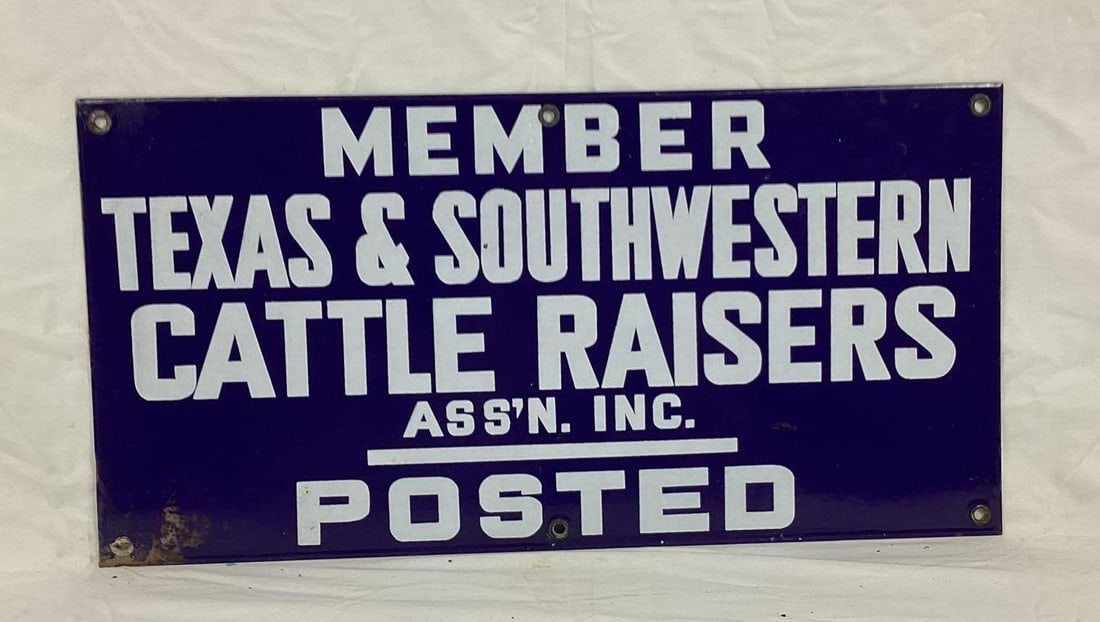 MEMBER
TEXAS & SOUTHWESTERN
CATTLE RAISERS
ASS'N. INC.
POSTED